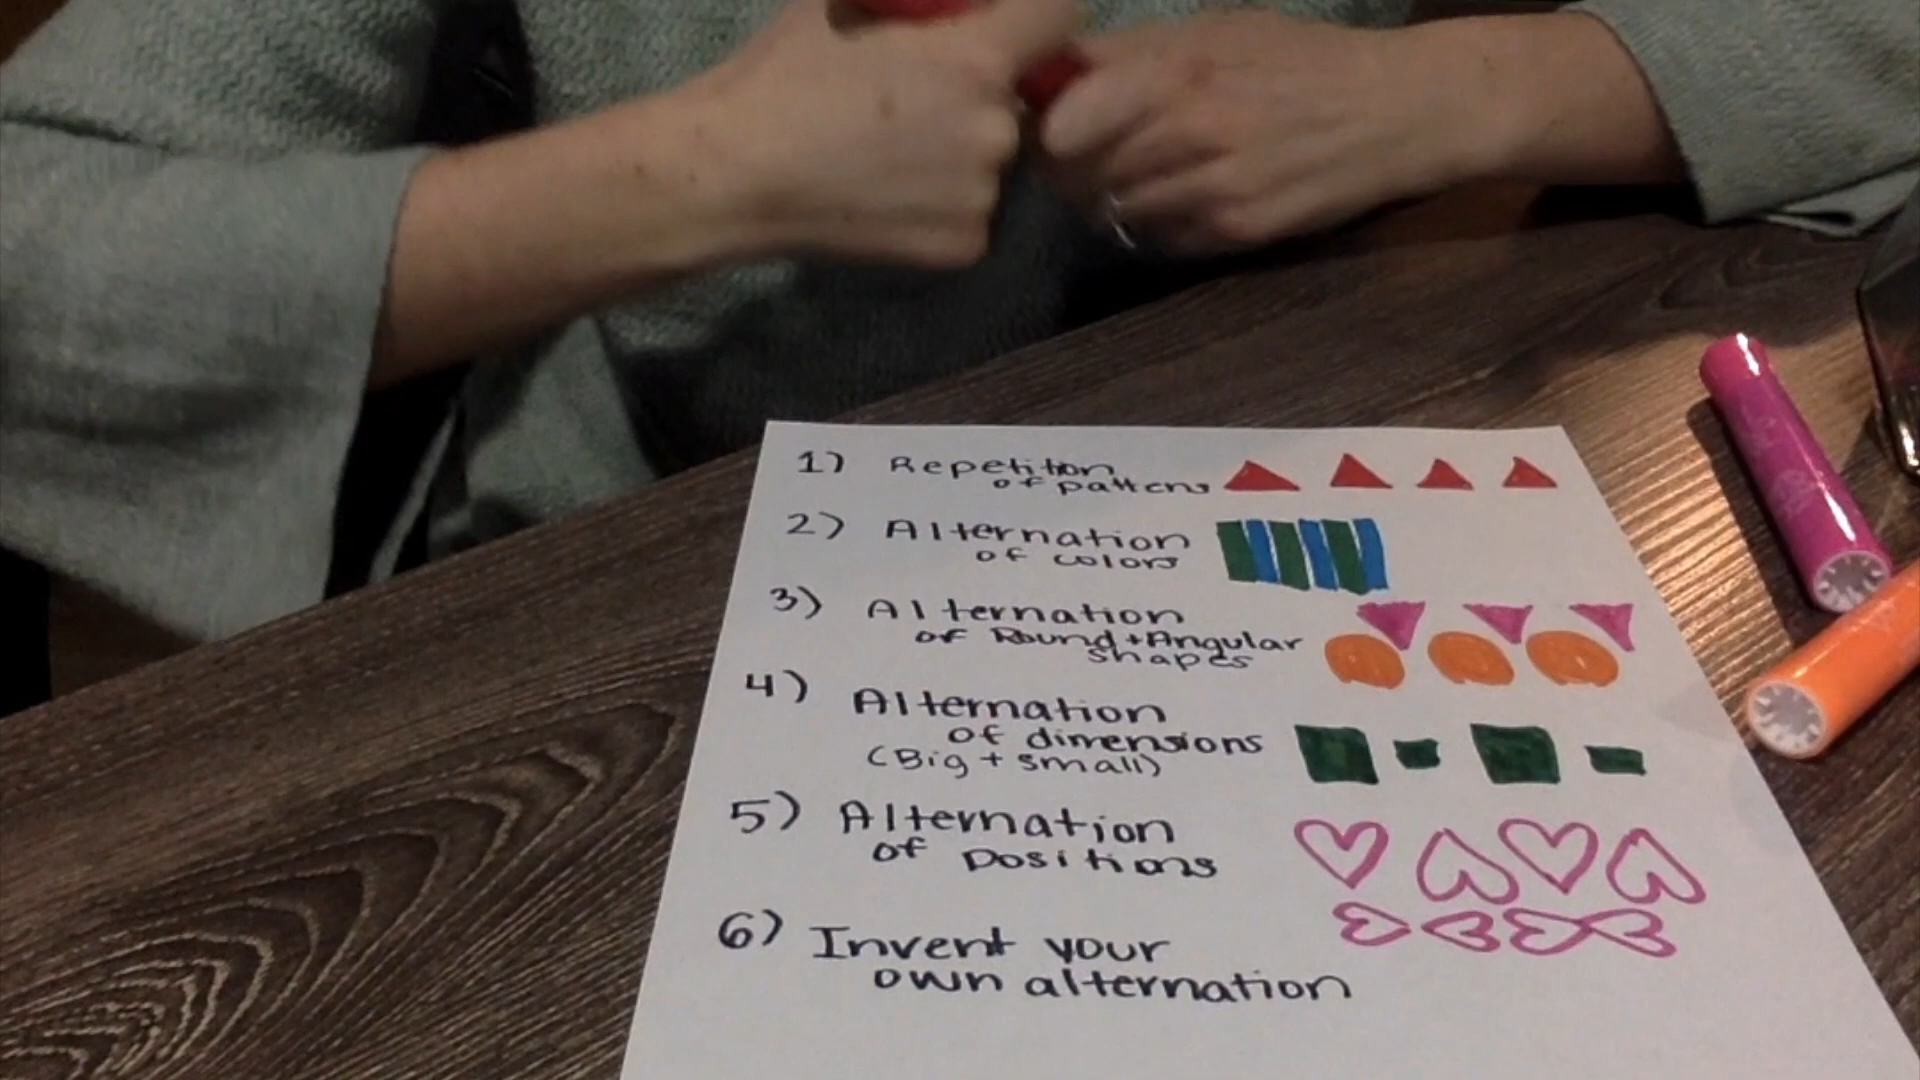 1) Repetition
of patterns
2) Alternation
of colors
3) Alternation
of Round + Angular
shapes
4) Alternation
of dimensions
(Big + small)
5) Alternation
of positions
6) Invent your
own alternation